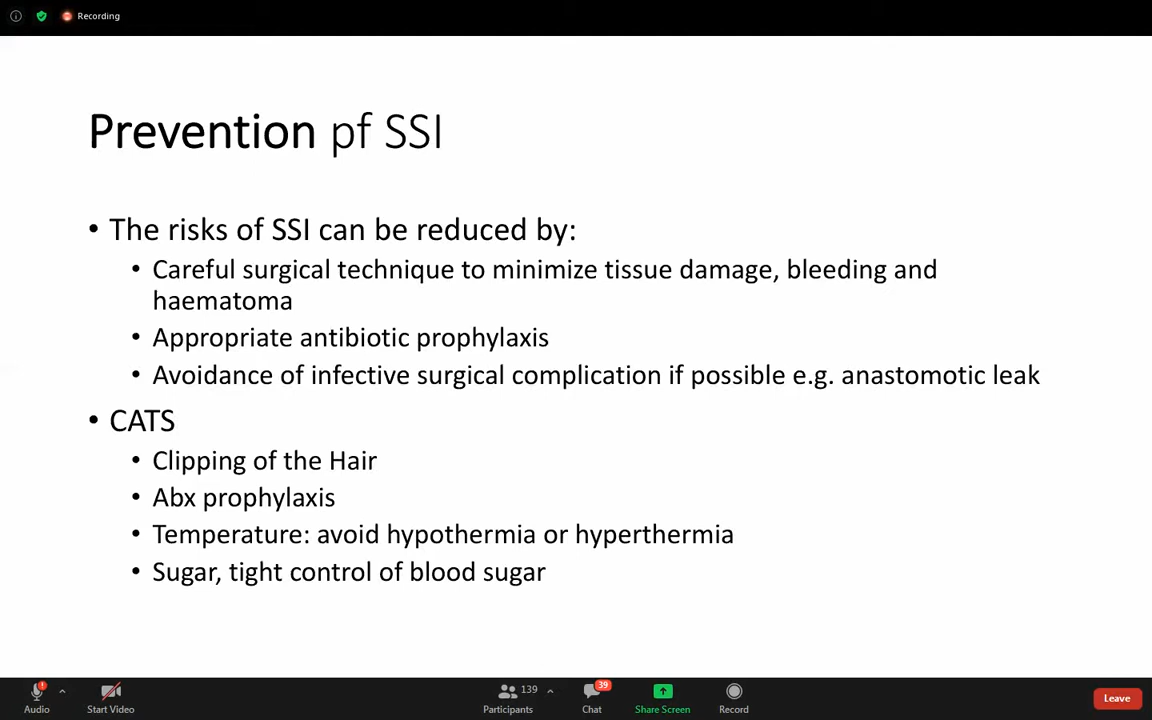 Recording
Prevention pf SSI
• The risks of SSI can be reduced by:
• Careful surgical technique to minimize tissue damage, bleeding and
haematoma
• Appropriate antibiotic prophylaxis
• Avoidance of infective surgical complication if possible e.g. anastomotic leak
• CATS
• Clipping of the Hair
• Abx prophylaxis
• Temperature: avoid hypothermia or hyperthermia
• Sugar, tight control of blood sugar
139
39
Audio
Start Video
Participants
Chat
Share Screen
Record
Leave